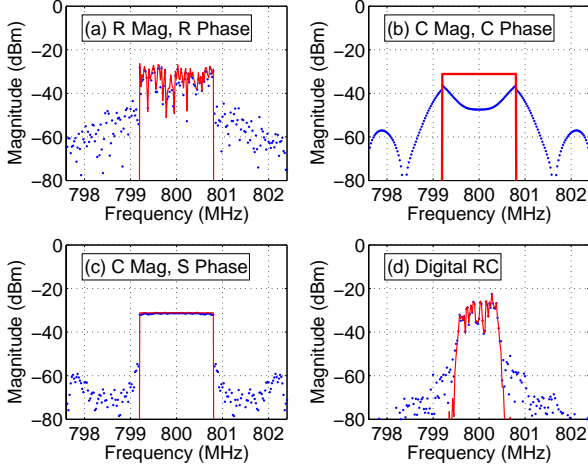 (a) R Mag, R Phase
Magnitude (dBm)
0
−20
−40
−60
−80
798 799 800 801 802
Frequency (MHz)
(b) C Mag, C Phase
Magnitude (dBm)
0
−20
−40
−60
−80
798 799 800 801 802
Frequency (MHz)
(c) C Mag, S Phase
Magnitude (dBm)
0
−20
−40
−60
−80
798 799 800 801 802
Frequency (MHz)
(d) Digital RC
Magnitude (dBm)
0
−20
−40
−60
−80
798 799 800 801 802
Frequency (MHz)